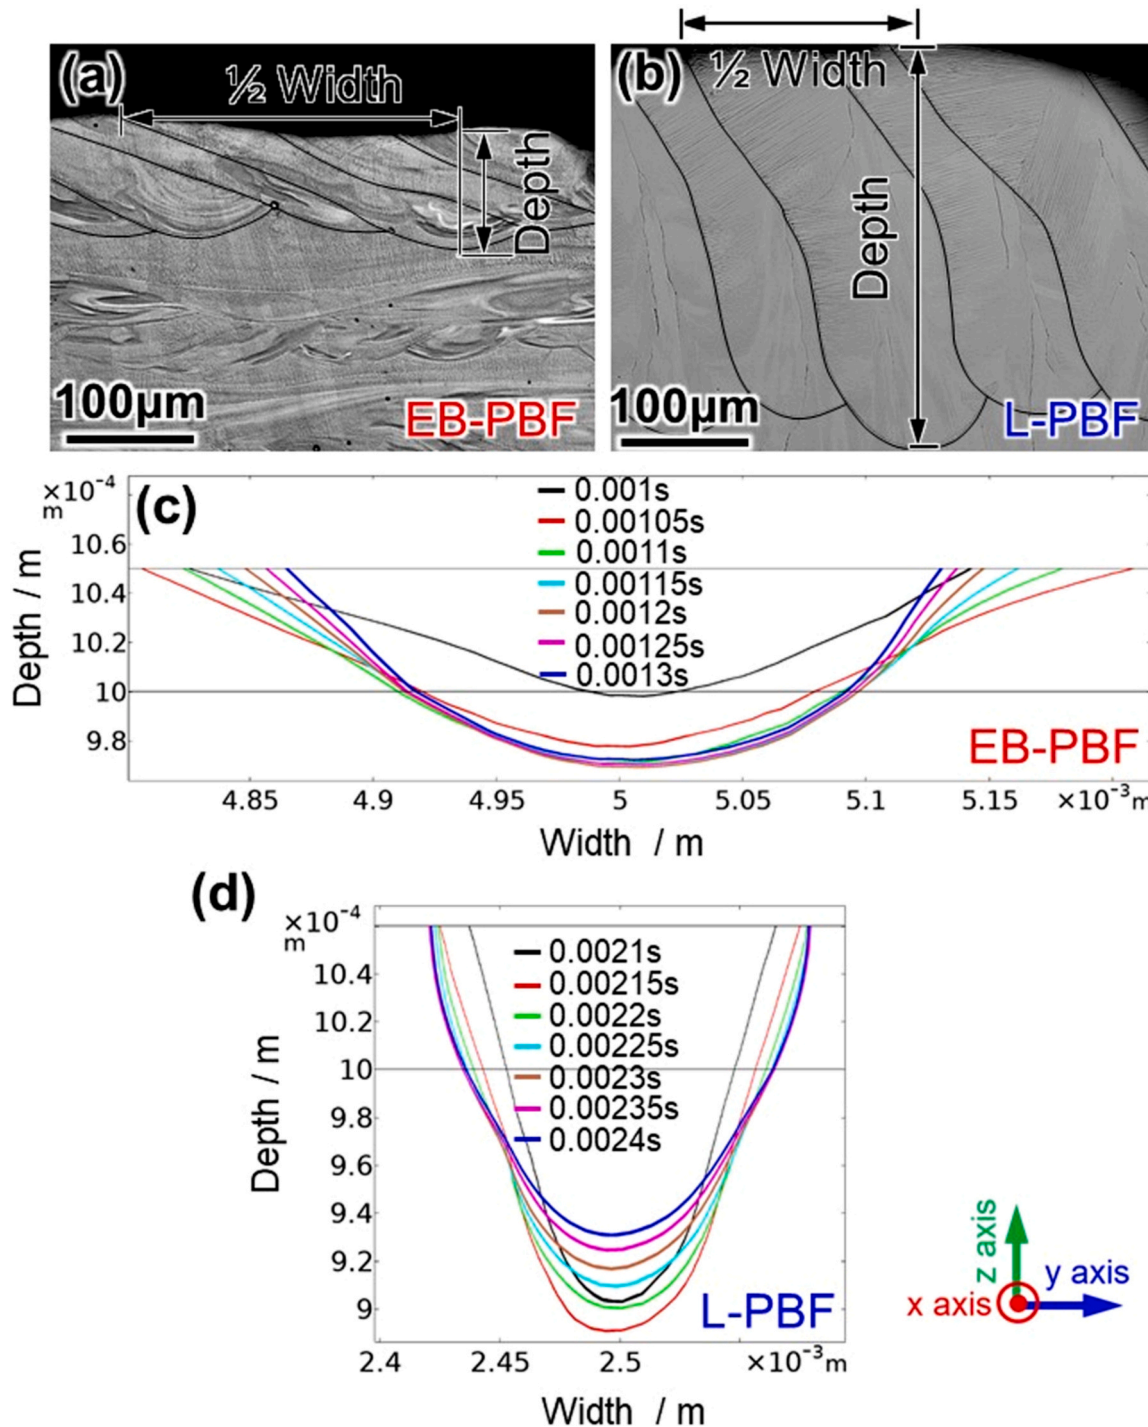 (a)
½ Width
Depth
100µm
EB-PBF
(b)
½ Width
Depth
100µm
L-PBF
(c)
×10⁻⁴
m
10.6
10.4
10.2
10
9.8
Depth / m
0.001s
0.00105s
0.0011s
0.00115s
0.0012s
0.00125s
0.0013s
EB-PBF
4.85 4.9 4.95 5 5.05 5.1 5.15 ×10⁻³m
Width / m
(d)
×10⁻⁴
m
10.4
10.2
10
9.8
9.6
9.4
9.2
9
Depth / m
0.0021s
0.00215s
0.0022s
0.00225s
0.0023s
0.00235s
0.0024s
L-PBF
2.4 2.45 2.5 ×10⁻³m
Width / m
z axis
y axis
x axis